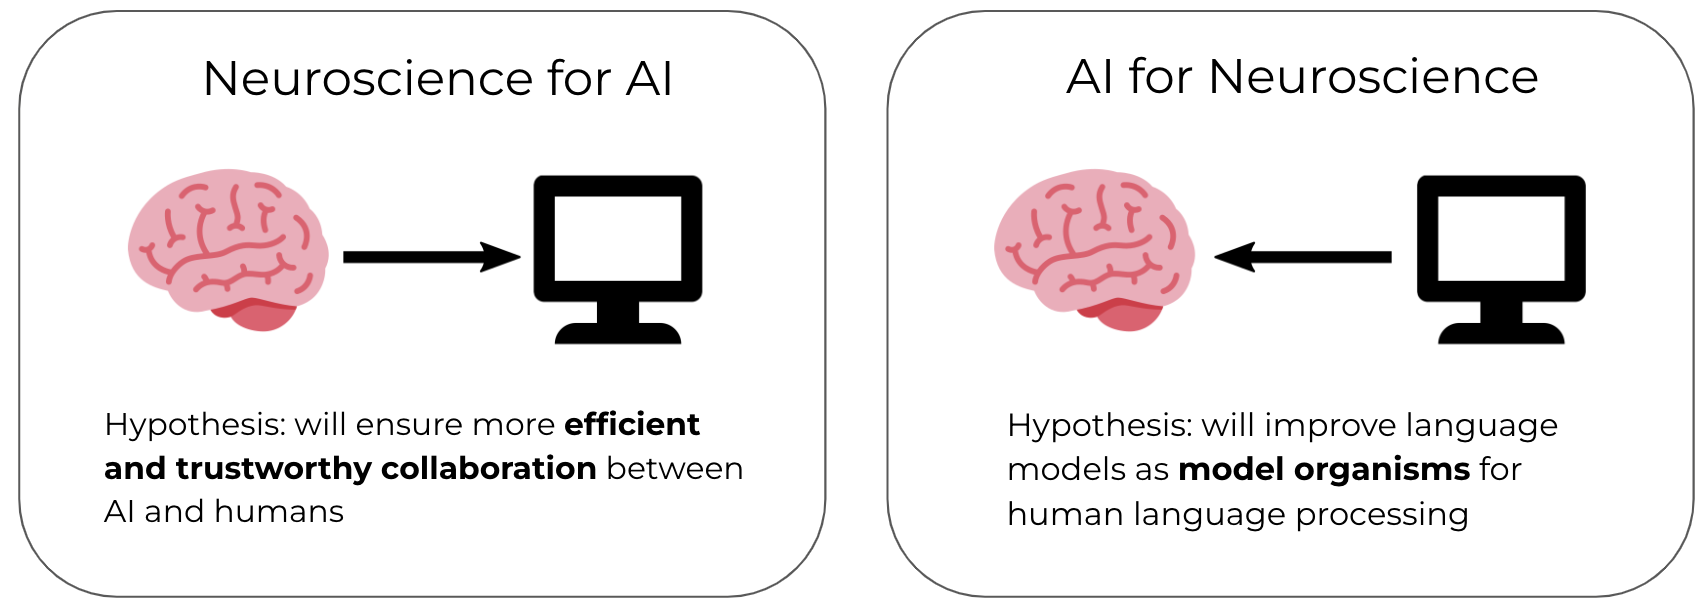 Neuroscience for AI
Hypothesis: will ensure more efficient
and trustworthy collaboration between
AI and humans
AI for Neuroscience
Hypothesis: will improve language
models as model organisms for
human language processing